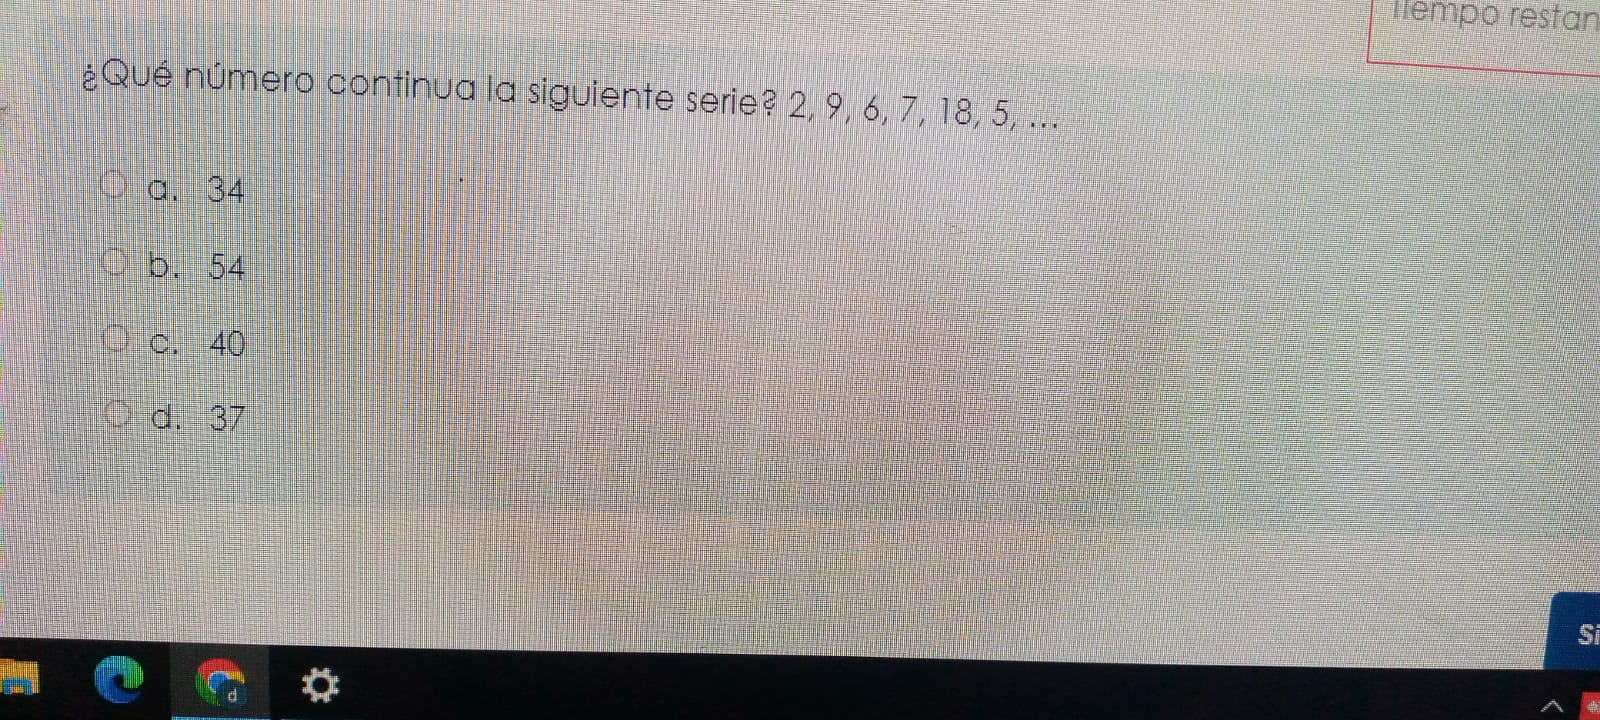 Tiempo restan
¿Qué número continua la siguiente serie? 2, 9, 6, 7, 18, 5, ...
a. 34
b. 54
c. 40
d. 37
Si
d